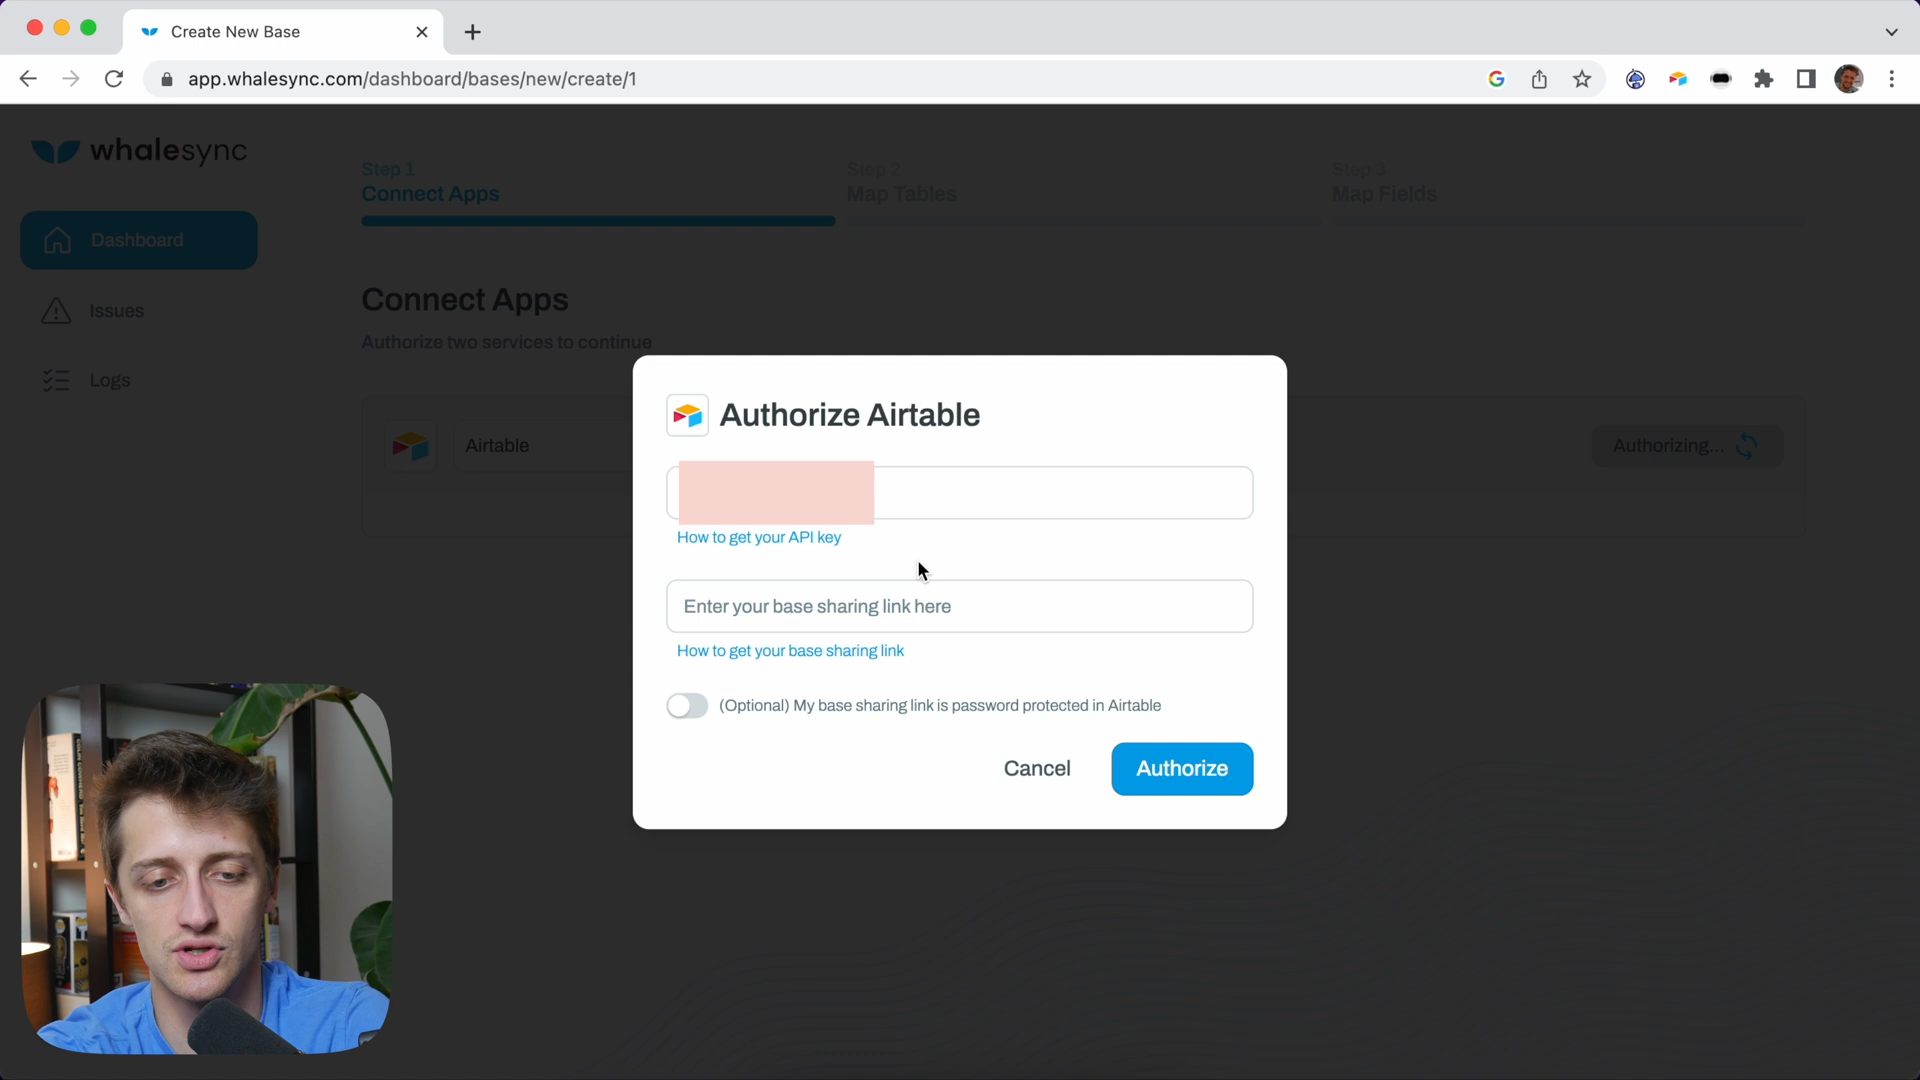 Create New Base
app.whalesync.com/dashboard/bases/new/create/1
whalesync
Dashboard
Issues
Logs
Step 1
Connect Apps
Step 2
Map Tables
Step 3
Map Fields
Connect Apps
Authorize two services to continue
Airtable
Authorizing...
Authorize Airtable
How to get your API key
Enter your base sharing link here
How to get your base sharing link
(Optional) My base sharing link is password protected in Airtable
Cancel
Authorize